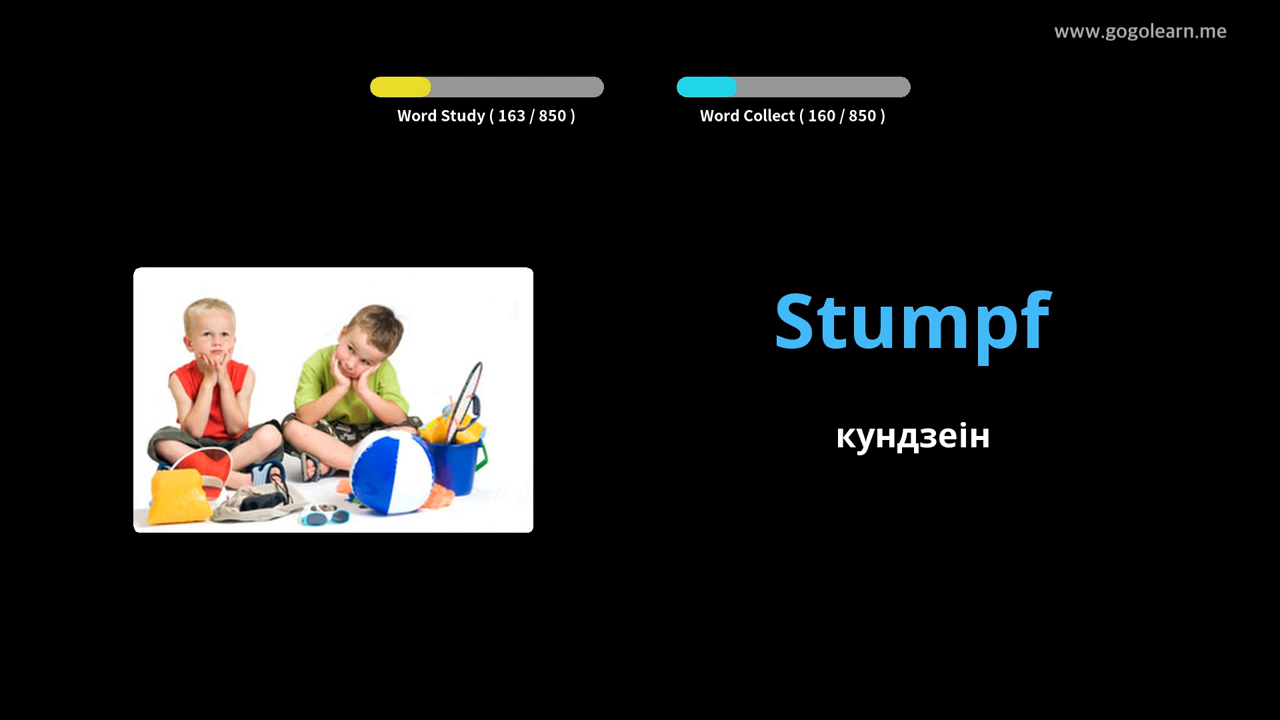 www.gogolearn.me
Word Study ( 163 / 850 )
Word Collect ( 160 / 850 )
Stumpf
кундзеін